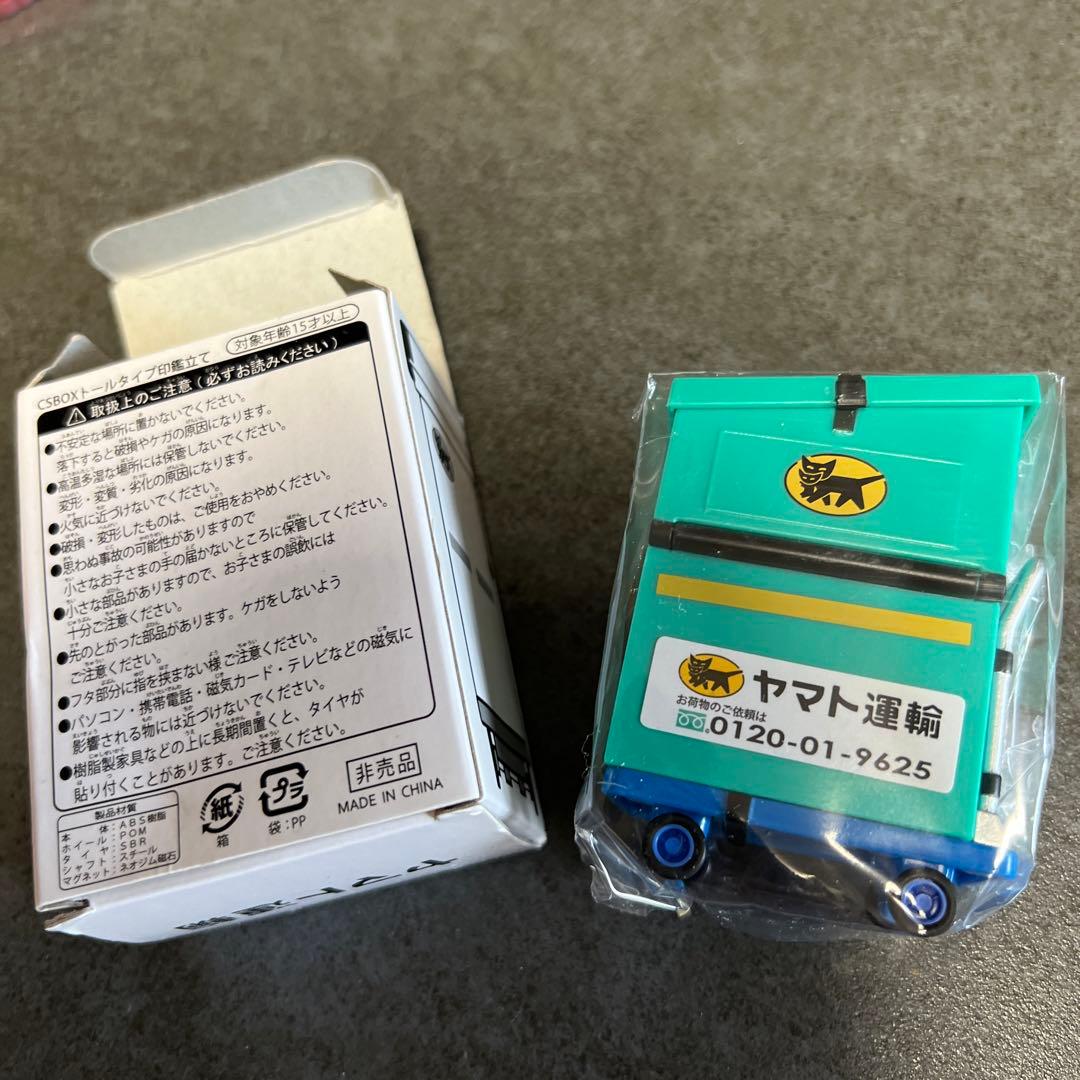 CSBOXトールタイプ印鑑立て
対象年齢15才以上
取扱上のご注意(必ずお読みください)
●不安定な場所に置かないでください。
落下すると破損やケガの原因になります。
●高温多湿な場所には保管しないでください。
変形・変質・劣化の原因になります。
●火気に近づけないでください。
●破損・変形したものは、ご使用をおやめください。
●思わぬ事故の可能性がありますので
小さなお子さまの手の届かないところに保管してください。
●小さな部品がありますので、お子さまの誤飲には
十分ご注意ください。
●先のとがった部品があります。ケガをしないよう
ご注意ください。
●フタ部分に指を挟まない様ご注意ください。
●パソコン・携帯電話・磁気カード・テレビなどの磁気に
影響される物には近づけないでください。
●樹脂製家具などの上に長期間置くと、タイヤが
貼り付くことがあります。ご注意ください。
製品材質
本体:ABS樹脂
ホイール:POM
タイヤ:SBR
シャフト:スチール
マグネット:ネオジム磁石
紙
箱
プラ
袋:PP
非売品
MADE IN CHINA
ヤマト運輸
お荷物のご依頼は
0120-01-9625